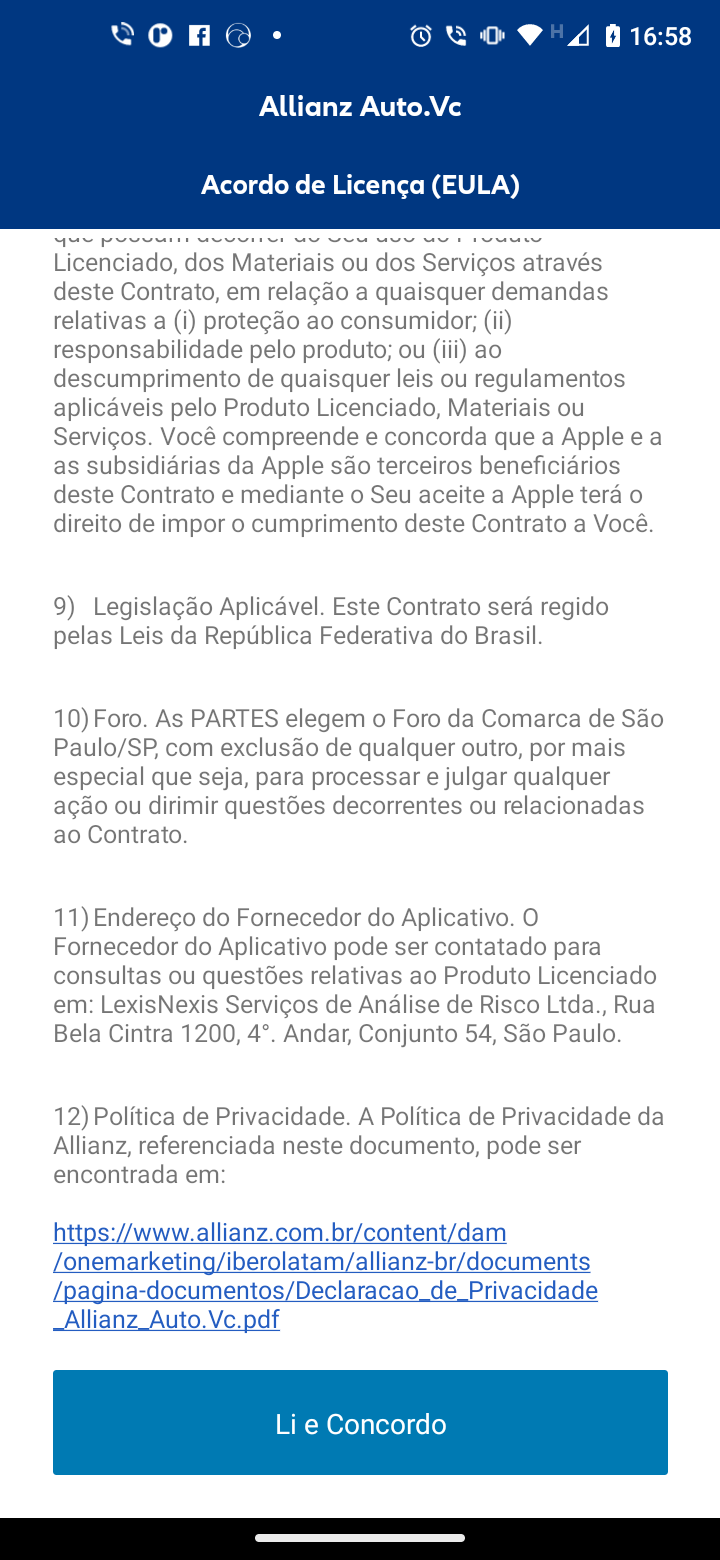 16:58
Allianz Auto.Vc
Acordo de Licença (EULA)
que possam decorrer do Seu uso do Produto
Licenciado, dos Materiais ou dos Serviços através
deste Contrato, em relação a quaisquer demandas
relativas a (i) proteção ao consumidor; (ii)
responsabilidade pelo produto; ou (iii) ao
descumprimento de quaisquer leis ou regulamentos
aplicáveis pelo Produto Licenciado, Materiais ou
Serviços. Você compreende e concorda que a Apple e a
as subsidiárias da Apple são terceiros beneficiários
deste Contrato e mediante o Seu aceite a Apple terá o
direito de impor o cumprimento deste Contrato a Você.
9) Legislação Aplicável. Este Contrato será regido
pelas Leis da República Federativa do Brasil.
10) Foro. As PARTES elegem o Foro da Comarca de São
Paulo/SP, com exclusão de qualquer outro, por mais
especial que seja, para processar e julgar qualquer
ação ou dirimir questões decorrentes ou relacionadas
ao Contrato.
11) Endereço do Fornecedor do Aplicativo. O
Fornecedor do Aplicativo pode ser contatado para
consultas ou questões relativas ao Produto Licenciado
em: LexisNexis Serviços de Análise de Risco Ltda., Rua
Bela Cintra 1200, 4°. Andar, Conjunto 54, São Paulo.
12) Política de Privacidade. A Política de Privacidade da
Allianz, referenciada neste documento, pode ser
encontrada em:
https://www.allianz.com.br/content/dam
/onemarketing/iberolatam/allianz-br/documents
/pagina-documentos/Declaracao_de_Privacidade
_Allianz_Auto.Vc.pdf
Li e Concordo